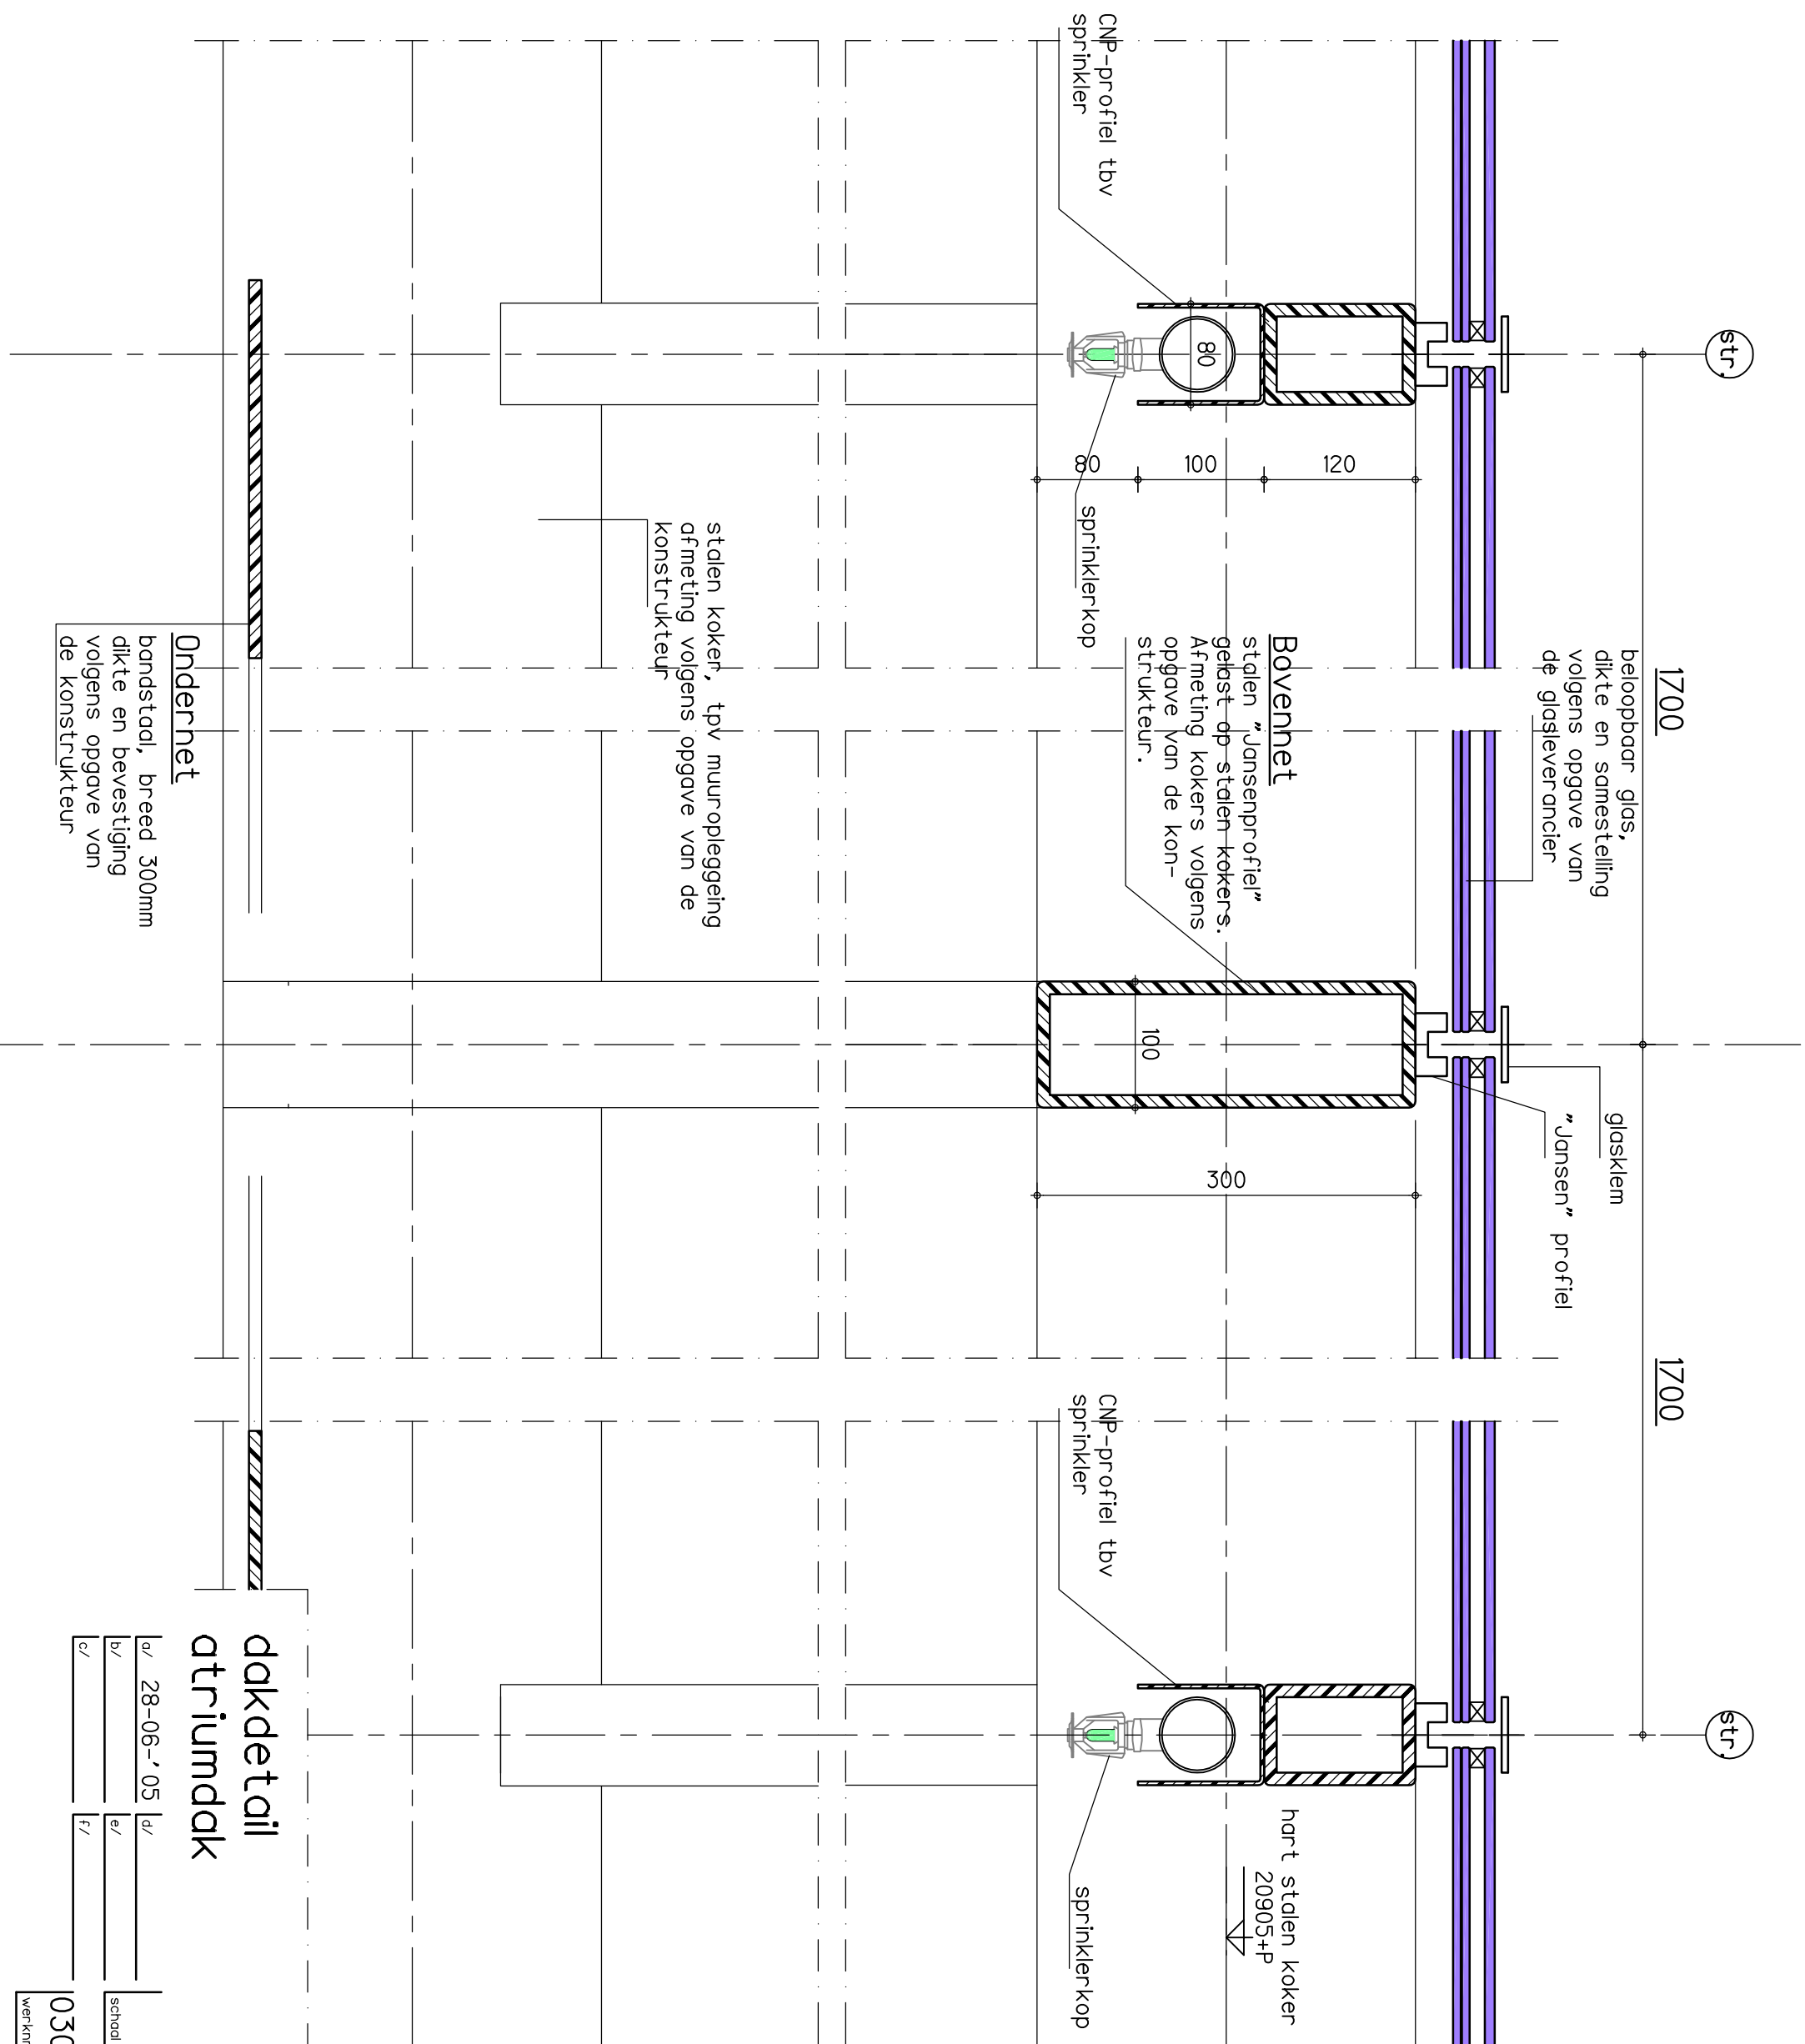 str.
str.
1700
1700
beloopbaar glas,
dikte en samestelling
volgens opgave van
de glasleverancier
glasklem
"Jansen" profiel
120
100
80
80
CNP-profiel tbv
sprinkler
sprinklerkop
Bovennet
stalen "Jansenprofiel"
gelast op stalen kokers.
Afmeting kokers volgens
opgave van de kon-
strukteur.
100
300
CNP-profiel tbv
sprinkler
hart stalen koker
20905+P
sprinklerkop
stalen koker, tpv muuropleggeing
afmeting volgens opgave van de
konstrukteur
Ondernet
bandstaal, breed 300mm
dikte en bevestiging
volgens opgave van
de konstrukteur
dakdetail
atriumdak
a/ 28-06-'05 d/
b/ e/
c/ f/
schaal
030